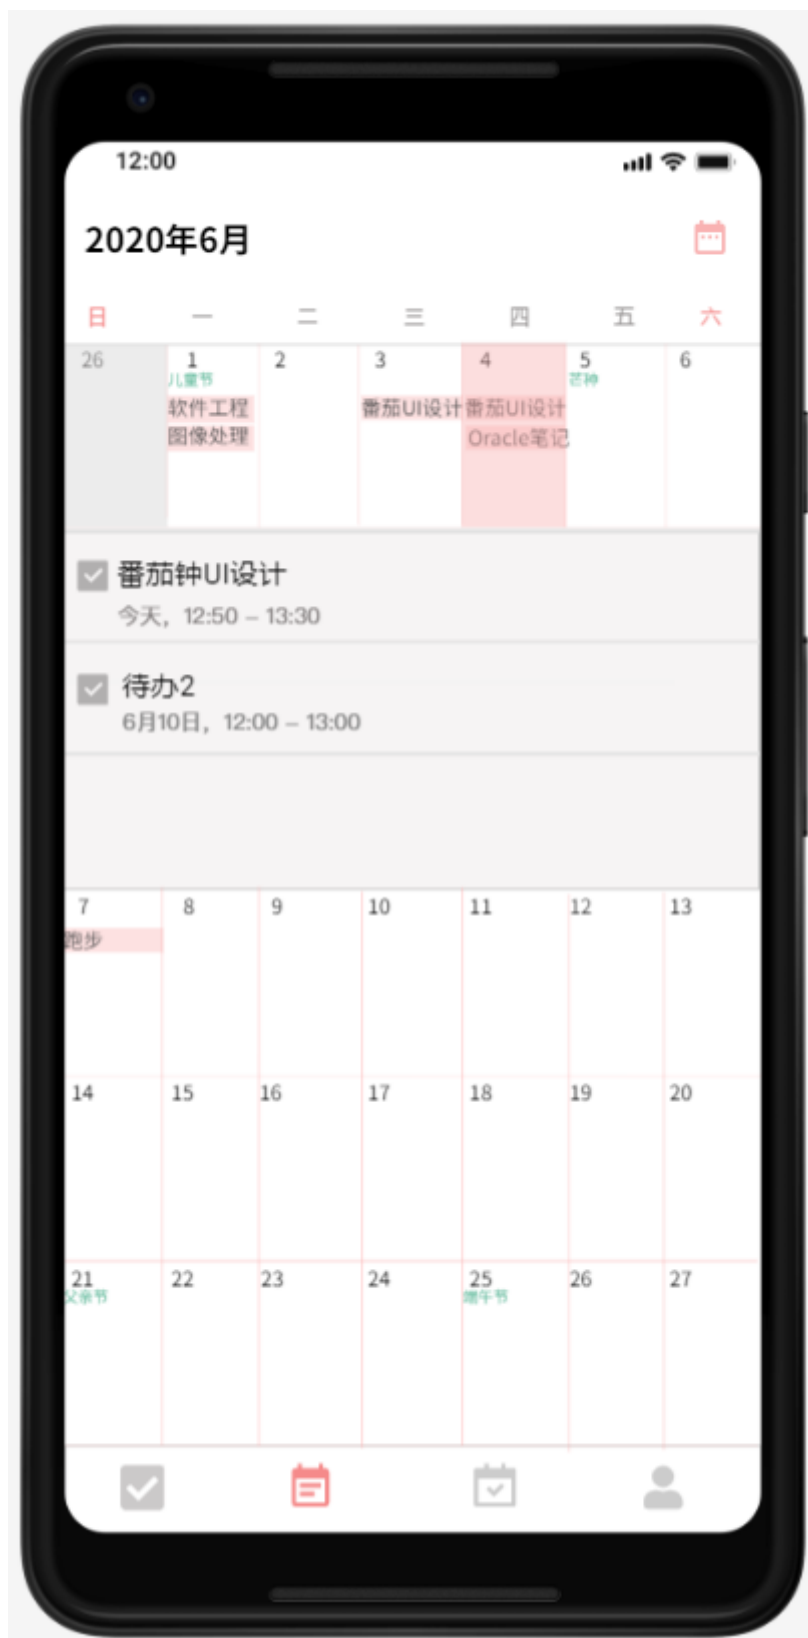 12:00
2020年6月
日 一 二 三 四 五 六
26 1 2 3 4 5 6
儿童节 芒种
软件工程 番茄UI设计 番茄UI设计
图像处理 Oracle笔记
番茄钟UI设计
今天，12:50 – 13:30
待办2
6月10日，12:00 – 13:00
7 8 9 10 11 12 13
跑步
14 15 16 17 18 19 20
21 22 23 24 25 26 27
父亲节 端午节